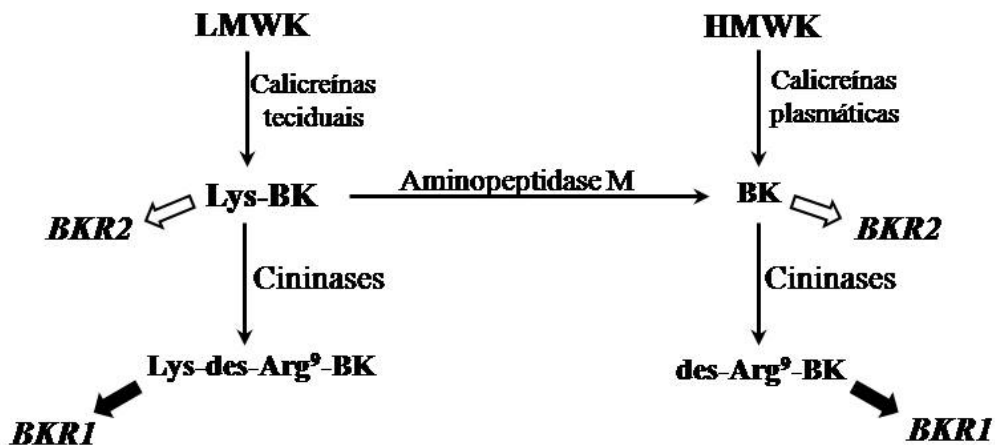 LMWK
HMWK
Calicreínas
teciduais
Calicreínas
plasmáticas
Lys-BK
Aminopeptidase M
BK
BKR2
BKR2
Cininases
Cininases
Lys-des-Arg⁹-BK
des-Arg⁹-BK
BKR1
BKR1